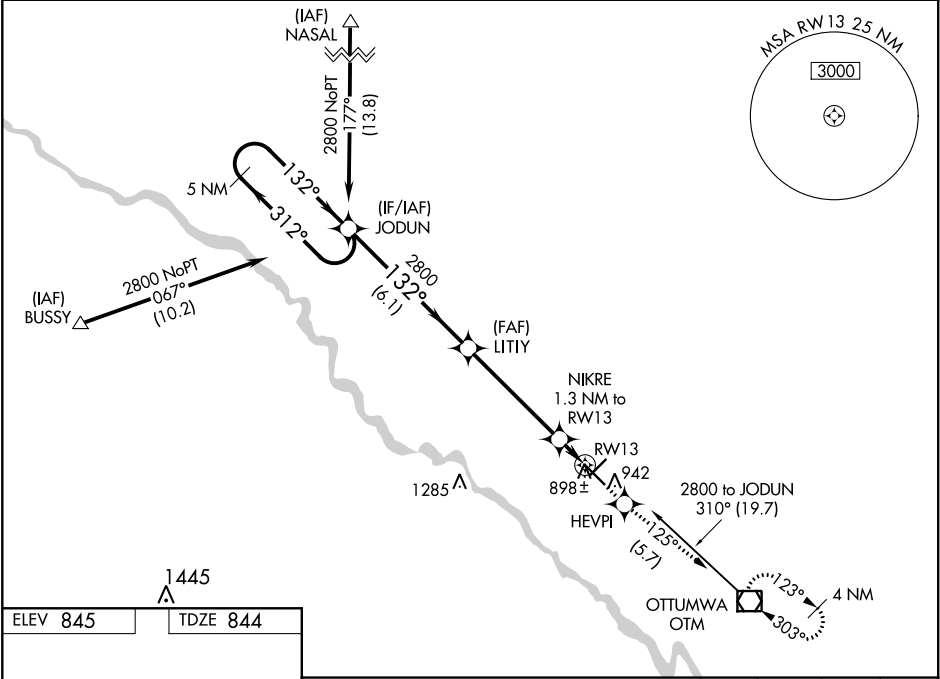 (IAF)
NASAL
MSA RW13 25 NM
3000
2800 NoPT
177°
(13.8)
5 NM
132°
312°
(IF/IAF)
JODUN
2800 NoPT
067°
(10.2)
(IAF)
BUSSY
2800
132°
(6.1)
(FAF)
LITIY
NIKRE
1.3 NM to
RW13
RW13
1285
898±
942
HEVPI
2800 to JODUN
310° (19.7)
125°
(5.7)
123°
4 NM
303°
OTTUMWA
OTM
1445
ELEV 845
TDZE 844